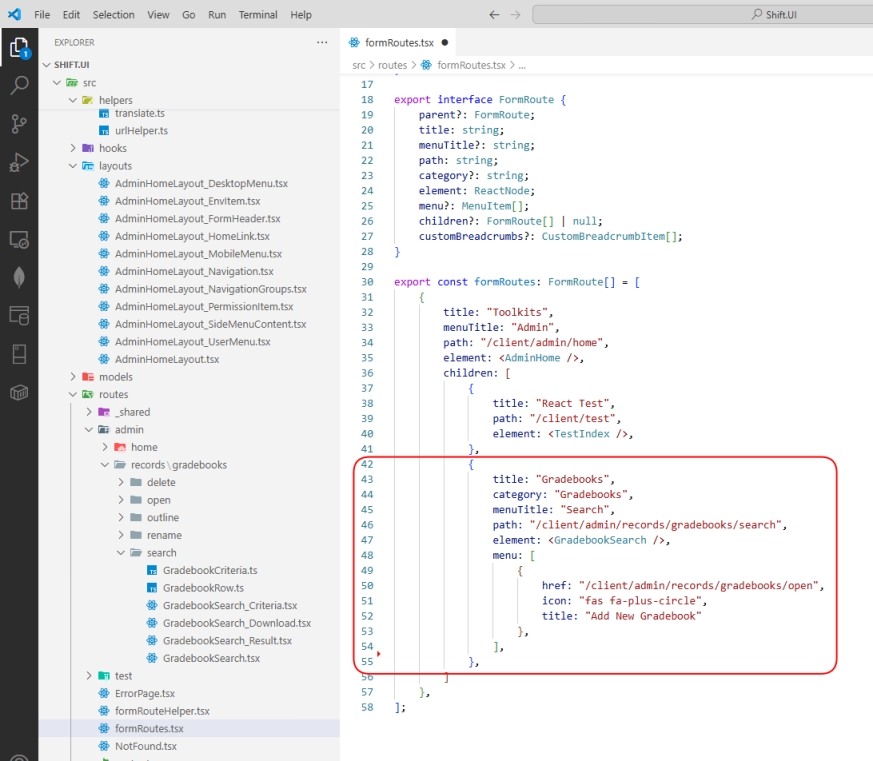 File Edit Selection View Go Run Terminal Help
Shift.UI
1
EXPLORER
SHIFT.UI
src
helpers
translate.ts
urlHelper.ts
hooks
layouts
AdminHomeLayout_DesktopMenu.tsx
AdminHomeLayout_EnvItem.tsx
AdminHomeLayout_FormHeader.tsx
AdminHomeLayout_HomeLink.tsx
AdminHomeLayout_MobileMenu.tsx
AdminHomeLayout_Navigation.tsx
AdminHomeLayout_NavigationGroups.tsx
AdminHomeLayout_PermissionItem.tsx
AdminHomeLayout_SideMenuContent.tsx
AdminHomeLayout_UserMenu.tsx
AdminHomeLayout.tsx
models
routes
_shared
admin
home
records\gradebooks
delete
open
outline
rename
search
GradebookCriteria.ts
GradebookRow.ts
GradebookSearch_Criteria.tsx
GradebookSearch_Download.tsx
GradebookSearch_Result.tsx
GradebookSearch.tsx
test
ErrorPage.tsx
formRouteHelper.tsx
formRoutes.tsx
NotFound.tsx
formRoutes.tsx
src > routes > formRoutes.tsx > ...
17
18 export interface FormRoute {
19 parent?: FormRoute;
20 title: string;
21 menuTitle?: string;
22 path: string;
23 category?: string;
24 element: ReactNode;
25 menu?: MenuItem[];
26 children?: FormRoute[] | null;
27 customBreadcrumbs?: CustomBreadcrumbItem[];
28 }
29
30 export const formRoutes: FormRoute[] = [
31 {
32 title: "Toolkits",
33 menuTitle: "Admin",
34 path: "/client/admin/home",
35 element: <AdminHome />,
36 children: [
37 {
38 title: "React Test",
39 path: "/client/test",
40 element: <TestIndex />,
41 },
42 {
43 title: "Gradebooks",
44 category: "Gradebooks",
45 menuTitle: "Search",
46 path: "/client/admin/records/gradebooks/search",
47 element: <GradebookSearch />,
48 menu: [
49 {
50 href: "/client/admin/records/gradebooks/open",
51 icon: "fas fa-plus-circle",
52 title: "Add New Gradebook"
53 },
54 ],
55 },
56 ]
57 },
58 ];